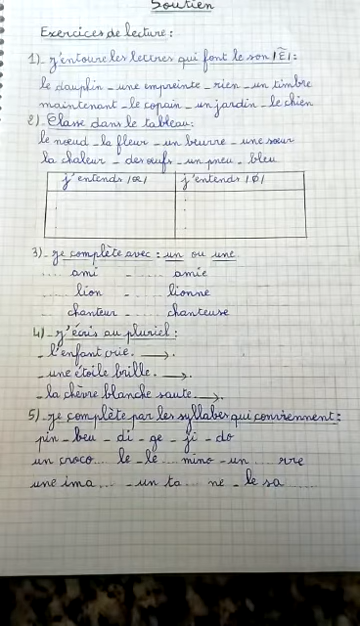 Soutien
Exercices de lecture :
1) J'entoure les lettres qui font le son /Ẽ/ :
le dauphin - une empreinte - rien - un timbre
maintenant - le copain - un jardin - le chien
2) Classe dans le tableau :
le nœud - la fleur - un beurre - une sœur
la chaleur - des œufs - un pneu - bleu
j'entends /œ/ j'entends /Ø/
3) Je complète avec : un ou une
.... ami - .... amie
.... lion - .... lionne
.... chanteur - .... chanteuse
4) J'écris au pluriel :
- l'enfant crie. →.
- une étoile brille. →.
- la chèvre blanche saute →.
5) Je complète par les syllabes qui conviennent :
pin - beu - di - ge - ji - do
un croco.... le - le .... mino - un .... rre
une ima.... - un ta.... ne - le sa ....